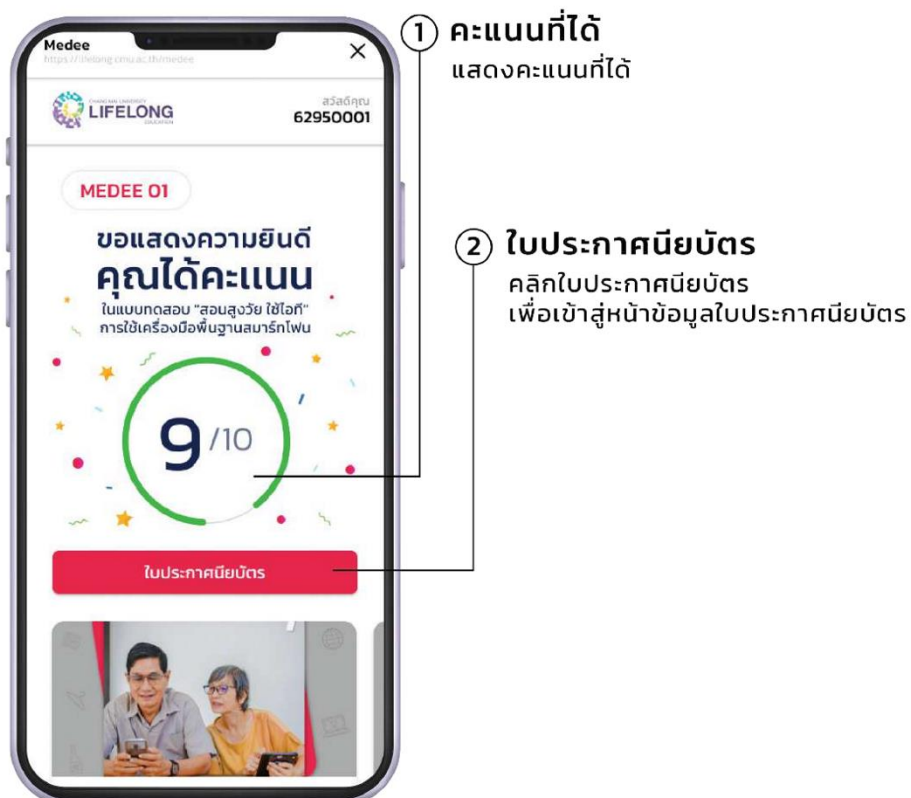 Medee
https://lifelong.cmu.ac.th/medee
CHIANG MAI UNIVERSITY
LIFELONG
EDUCATION
สวัสดีคุณ
62950001
MEDEE 01
ขอแสดงความยินดี
คุณได้คะแนน
ในแบบทดสอบ "สอนสูงวัย ใช้ไอที"
การใช้เครื่องมือพื้นฐานสมาร์ทโฟน
9/10
ใบประกาศนียบัตร
1 คะแนนที่ได้
แสดงคะแนนที่ได้
2 ใบประกาศนียบัตร
คลิกใบประกาศนียบัตร
เพื่อเข้าสู่หน้าข้อมูลใบประกาศนียบัตร